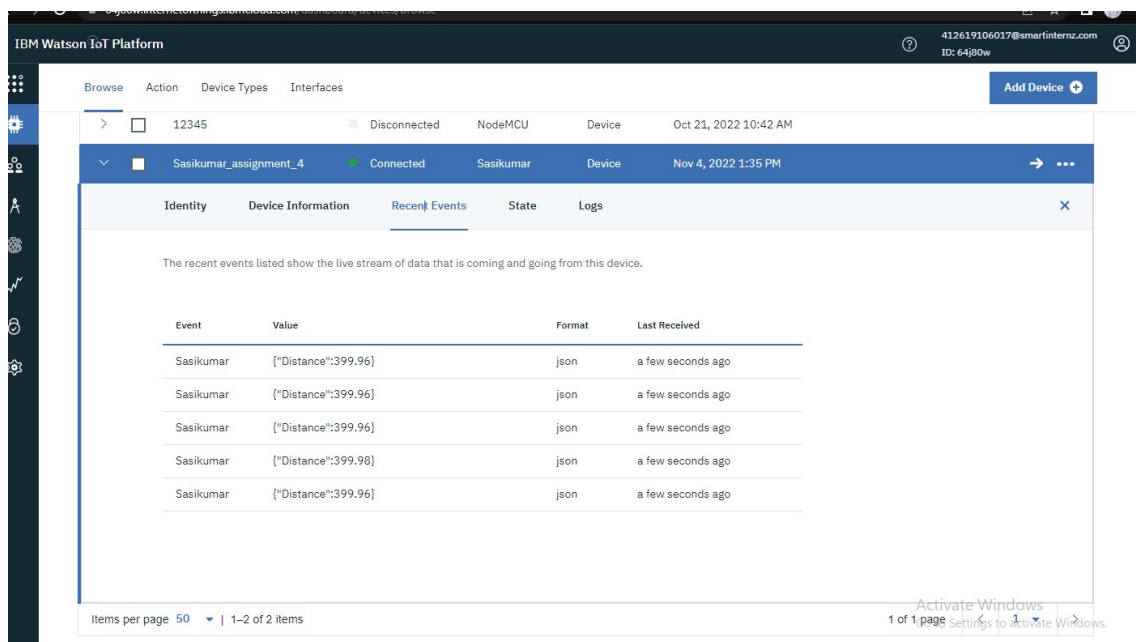 IBM Watson IoT Platform
412619106017@smartinternz.com
ID: 64j80w
Browse Action Device Types Interfaces
Add Device
12345 Disconnected NodeMCU Device Oct 21, 2022 10:42 AM
Sasikumar_assignment_4 Connected Sasikumar Device Nov 4, 2022 1:35 PM
Identity Device Information Recent Events State Logs
The recent events listed show the live stream of data that is coming and going from this device.
Event Value Format Last Received
Sasikumar {"Distance":399.96} json a few seconds ago
Sasikumar {"Distance":399.96} json a few seconds ago
Sasikumar {"Distance":399.96} json a few seconds ago
Sasikumar {"Distance":399.98} json a few seconds ago
Sasikumar {"Distance":399.96} json a few seconds ago
Activate Windows
Items per page 50 | 1–2 of 2 items 1 of 1 page 1
Go to Settings to activate Windows.